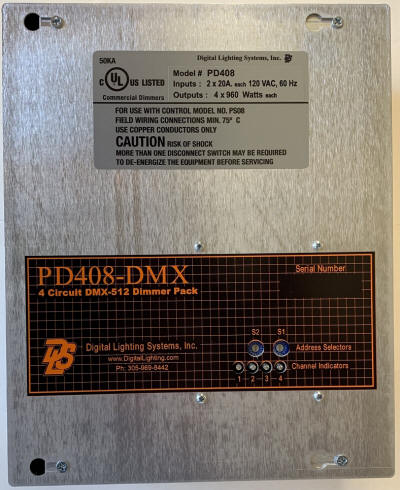 50KA
Digital Lighting Systems, Inc. DLS
C UL US LISTED
Commercial Dimmers
Model # PD408
Inputs : 2 x 20A. each 120 VAC, 60 Hz
Outputs : 4 x 960 Watts each
FOR USE WITH CONTROL MODEL NO. PS08
FIELD WIRING CONNECTIONS MIN. 75° C
USE COPPER CONDUCTORS ONLY
CAUTION RISK OF SHOCK
MORE THAN ONE DISCONNECT SWITCH MAY BE REQUIRED
TO DE-ENERGIZE THE EQUIPMENT BEFORE SERVICING
PD408-DMX
4 Circuit DMX-512 Dimmer Pack
Serial Number
DLS
Digital Lighting Systems, Inc.
www.DigitalLighting.com
Ph: 305-969-8442
S2 S1
Address Selectors
Channel Indicators
1 - 2 - 3 - 4